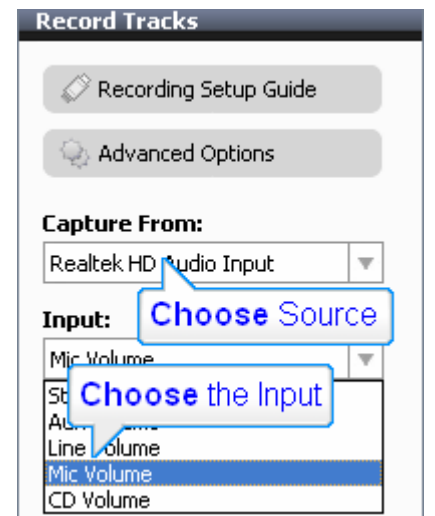 Record Tracks
Recording Setup Guide
Advanced Options
Capture From:
Realtek HD Audio Input
Choose Source
Input:
Mic Volume
Choose the Input
Line Volume
Mic Volume
CD Volume